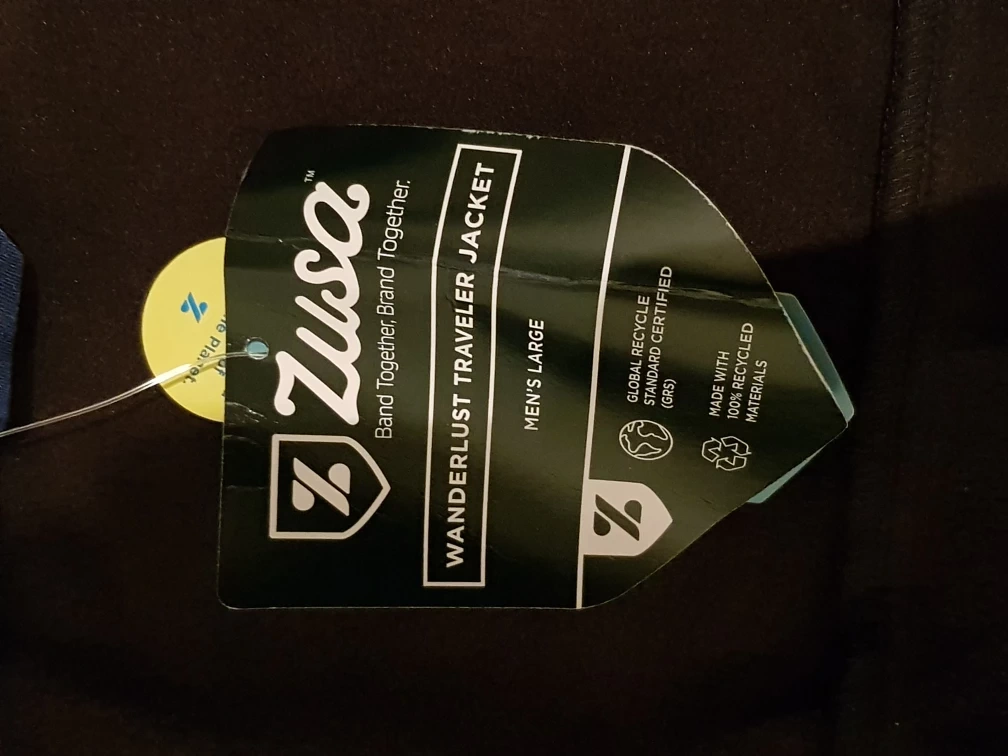 Zusa™
Band Together, Brand Together.
WANDERLUST TRAVELER JACKET
MEN'S LARGE
GLOBAL RECYCLE
STANDARD CERTIFIED
(GRS)
MADE WITH
100% RECYCLED
MATERIALS
Planet.